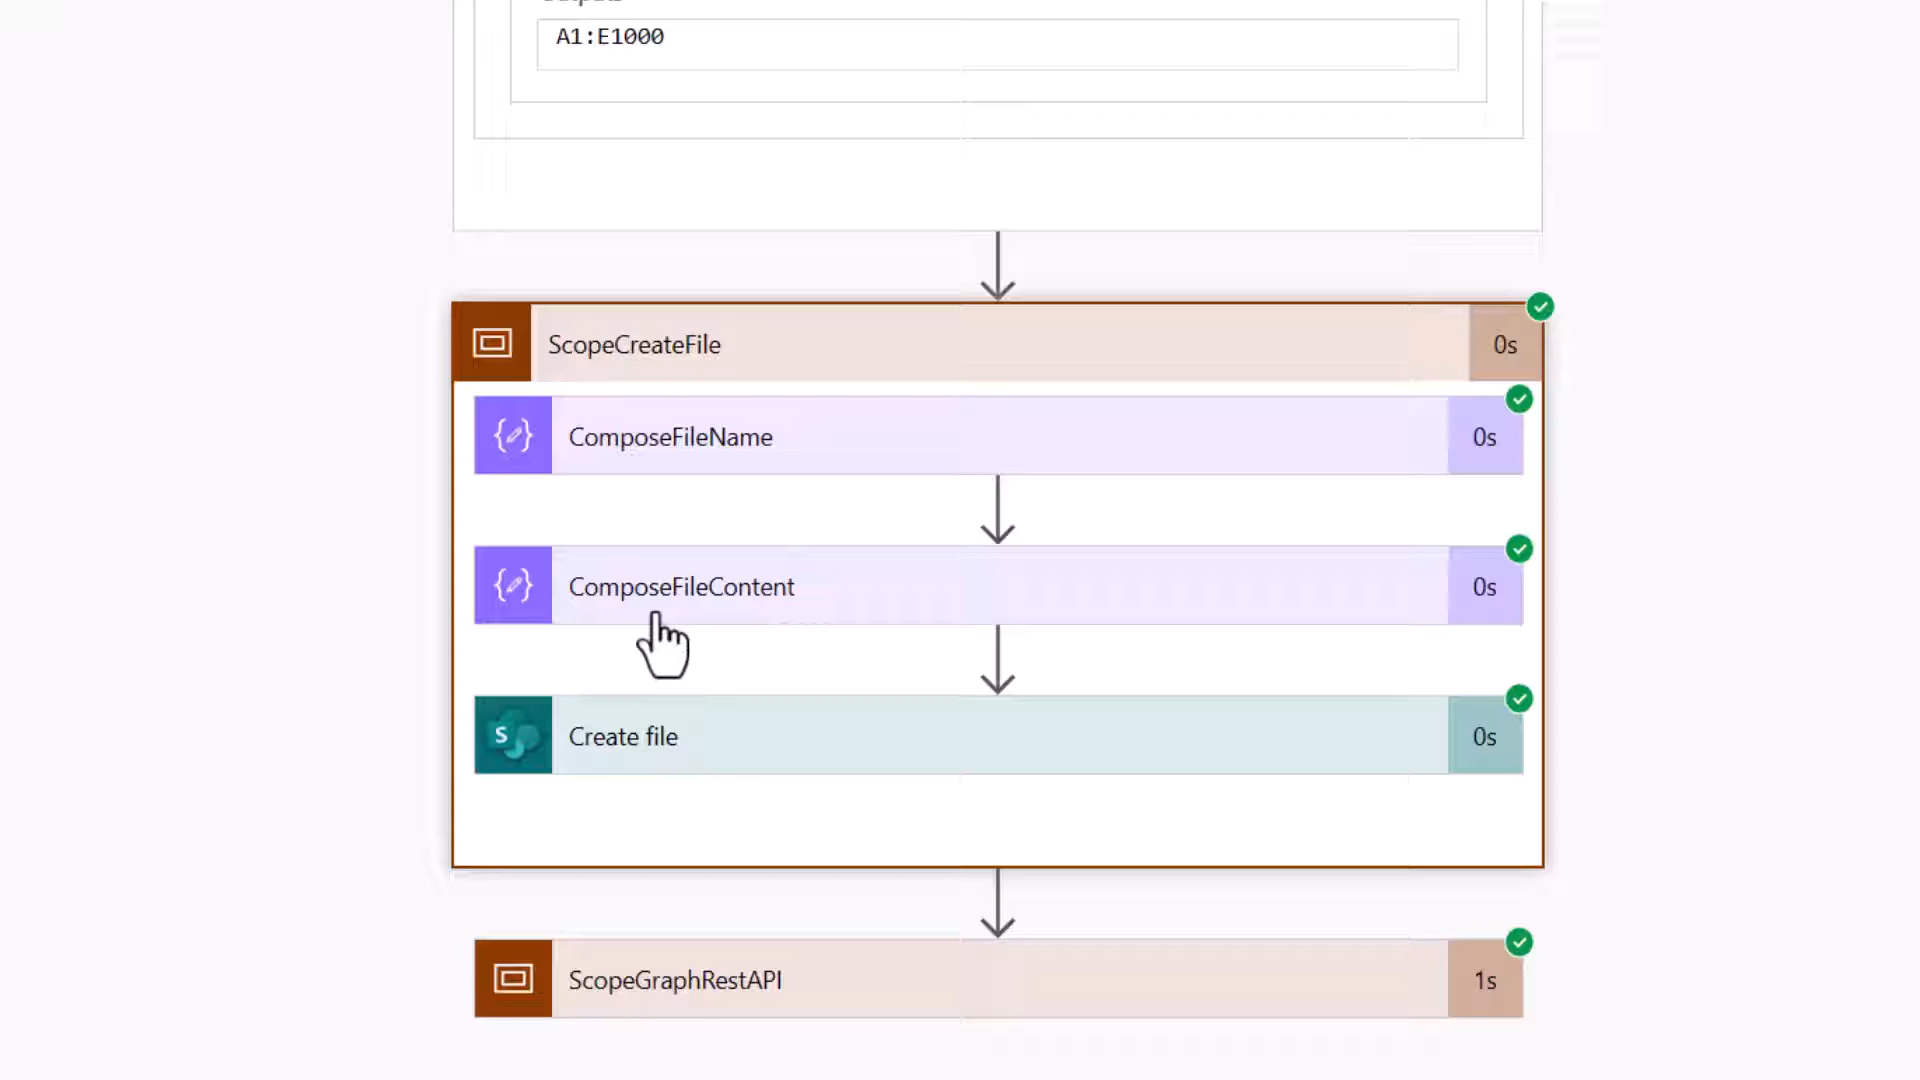 A1:E1000
ScopeCreateFile
0s
ComposeFileName
0s
ComposeFileContent
0s
S
Create file
0s
ScopeGraphRestAPI
1s